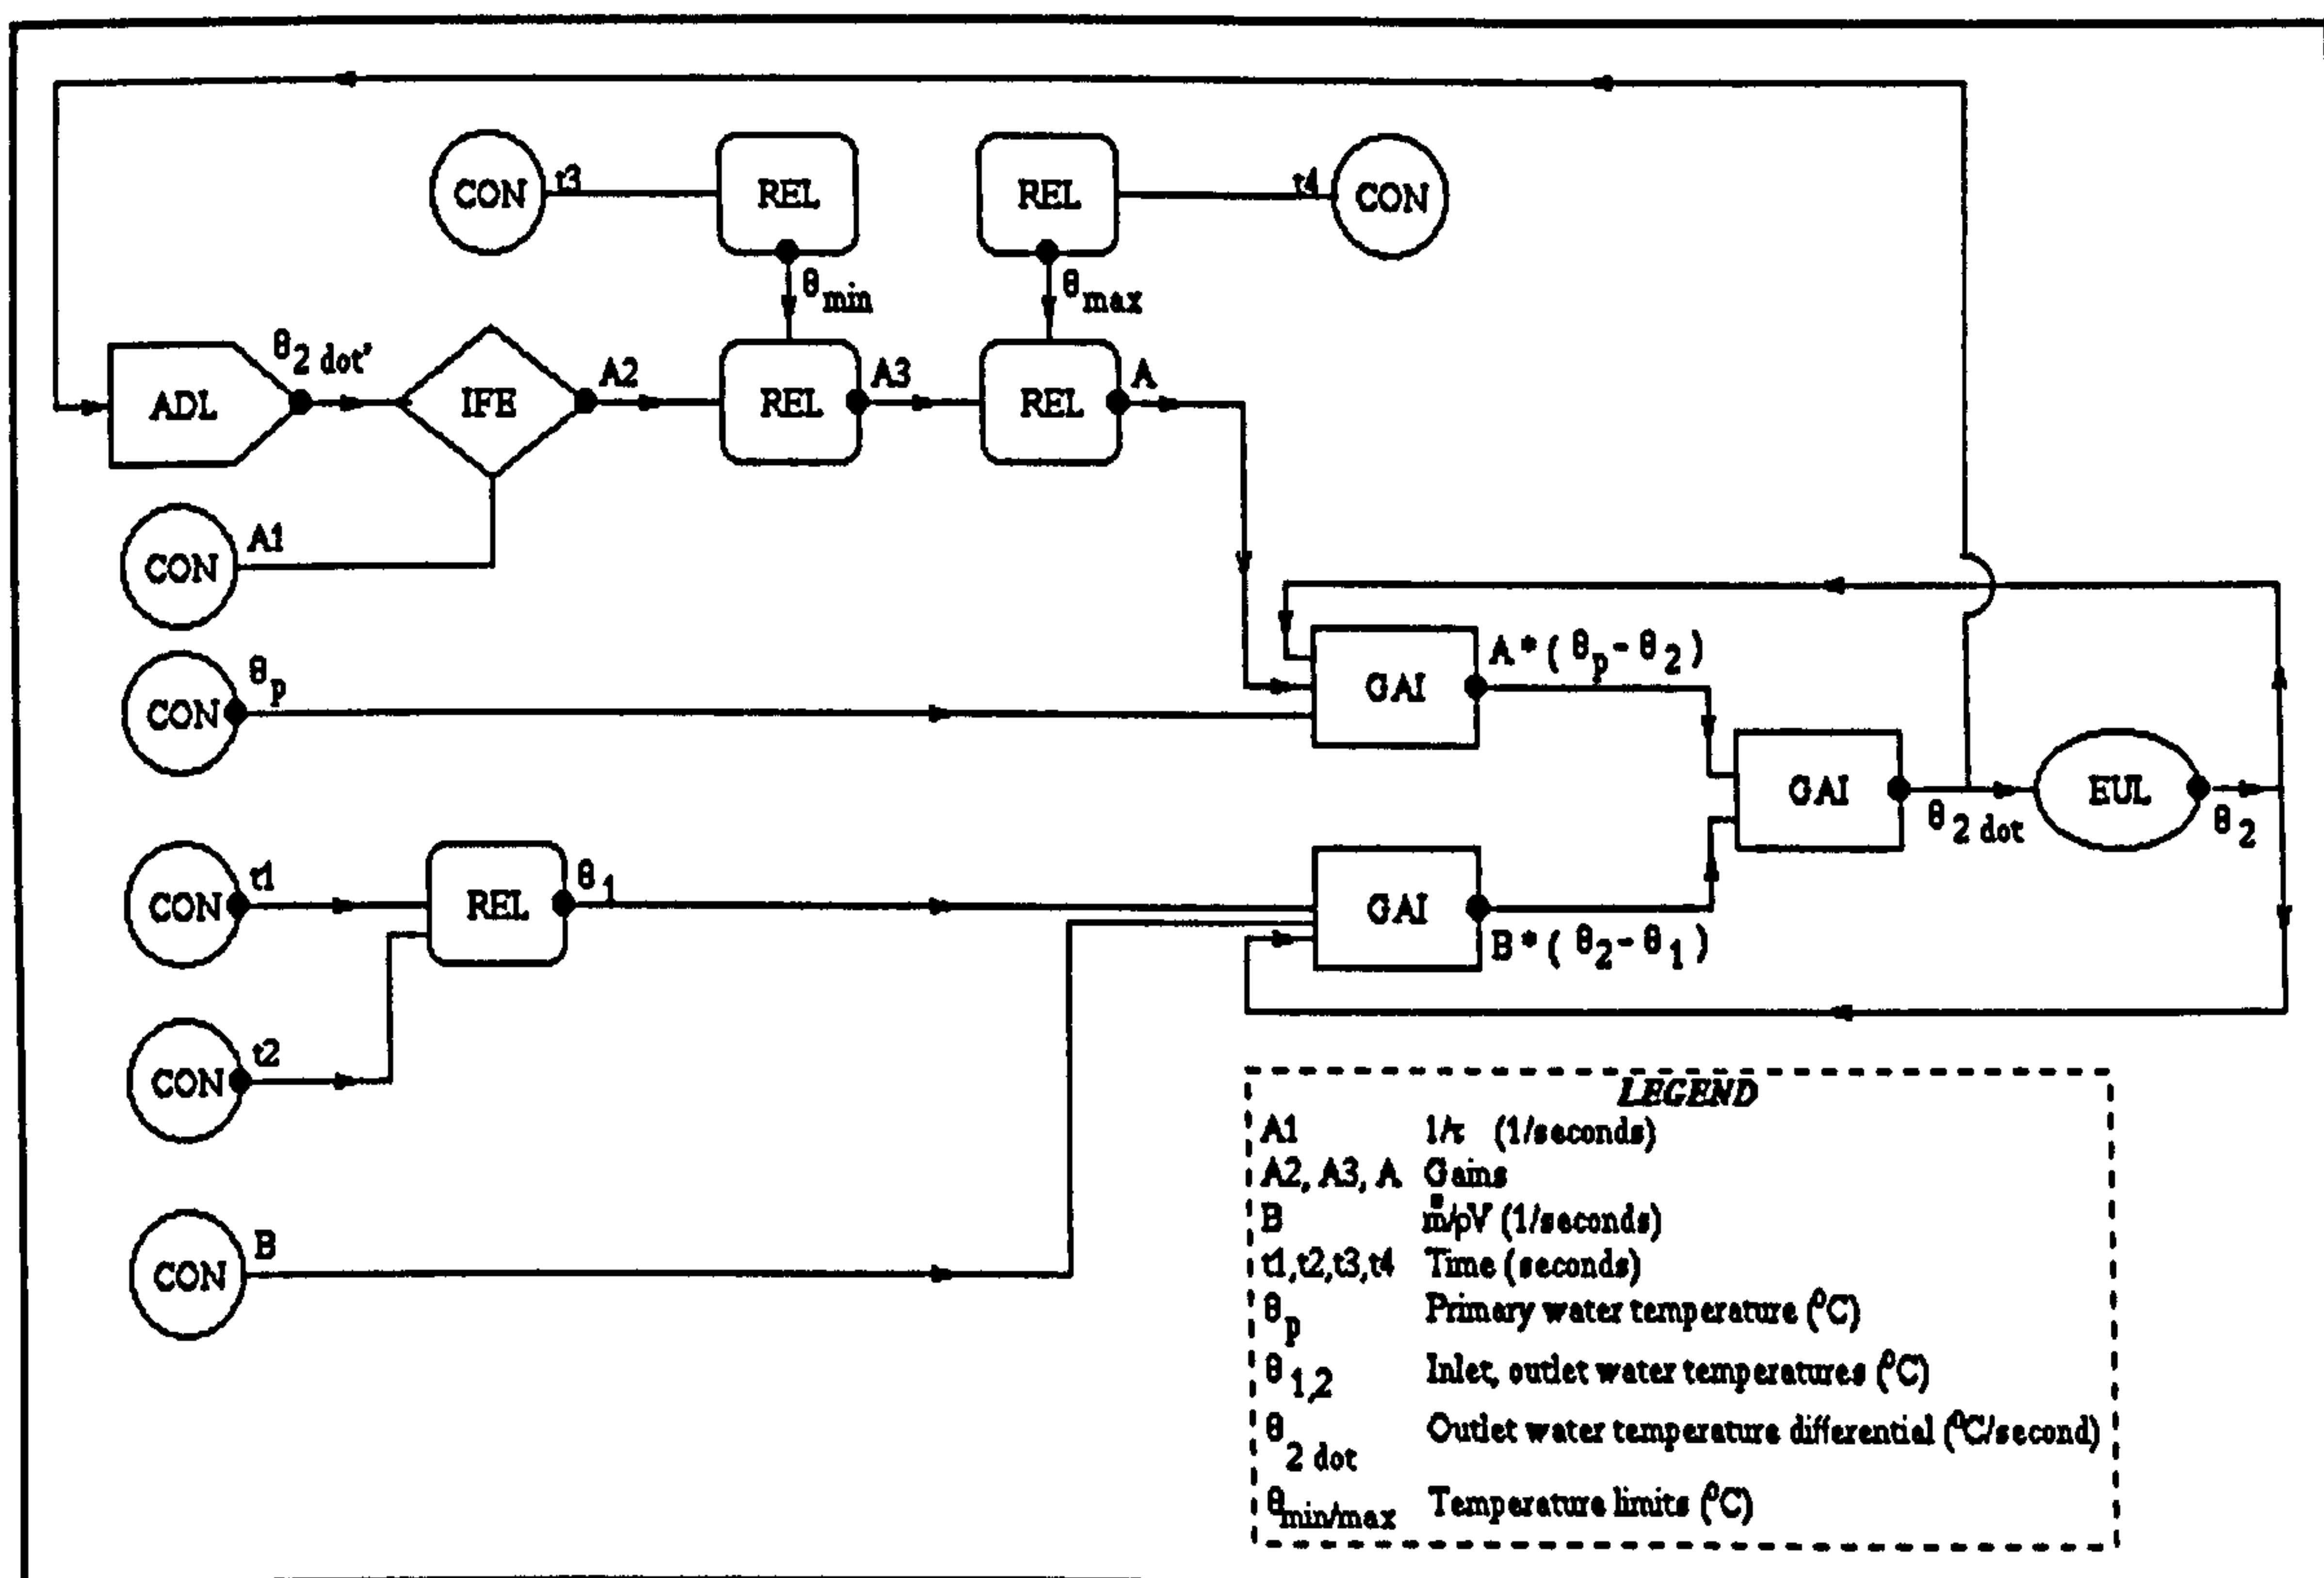 CON t3 REL REL t4 CON
θmin θmax
ADL θ2 dot' IFE A2 REL A3 REL A
CON A1
CON θp
GAI A * ( θp - θ2 )
GAI θ2 dot EUL θ2
CON t1 REL θ1 GAI
B * ( θ2 - θ1 )
CON t2
CON B
LEGEND
A1 1/τ (1/seconds)
A2, A3, A Gains
B ṁ/ρV (1/seconds)
t1,t2,t3,t4 Time (seconds)
θp Primary water temperature (⁰C)
θ1,2 Inlet, outlet water temperatures (⁰C)
θ2 dot Outlet water temperature differential (⁰C/second)
θmin/max Temperature limits (⁰C)